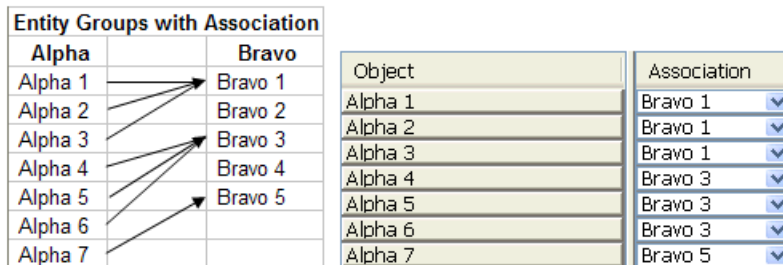 Entity Groups with Association
Alpha Bravo
Alpha 1 Bravo 1
Alpha 2 Bravo 2
Alpha 3 Bravo 3
Alpha 4 Bravo 4
Alpha 5 Bravo 5
Alpha 6
Alpha 7
Object Association
Alpha 1 Bravo 1
Alpha 2 Bravo 1
Alpha 3 Bravo 1
Alpha 4 Bravo 3
Alpha 5 Bravo 3
Alpha 6 Bravo 3
Alpha 7 Bravo 5